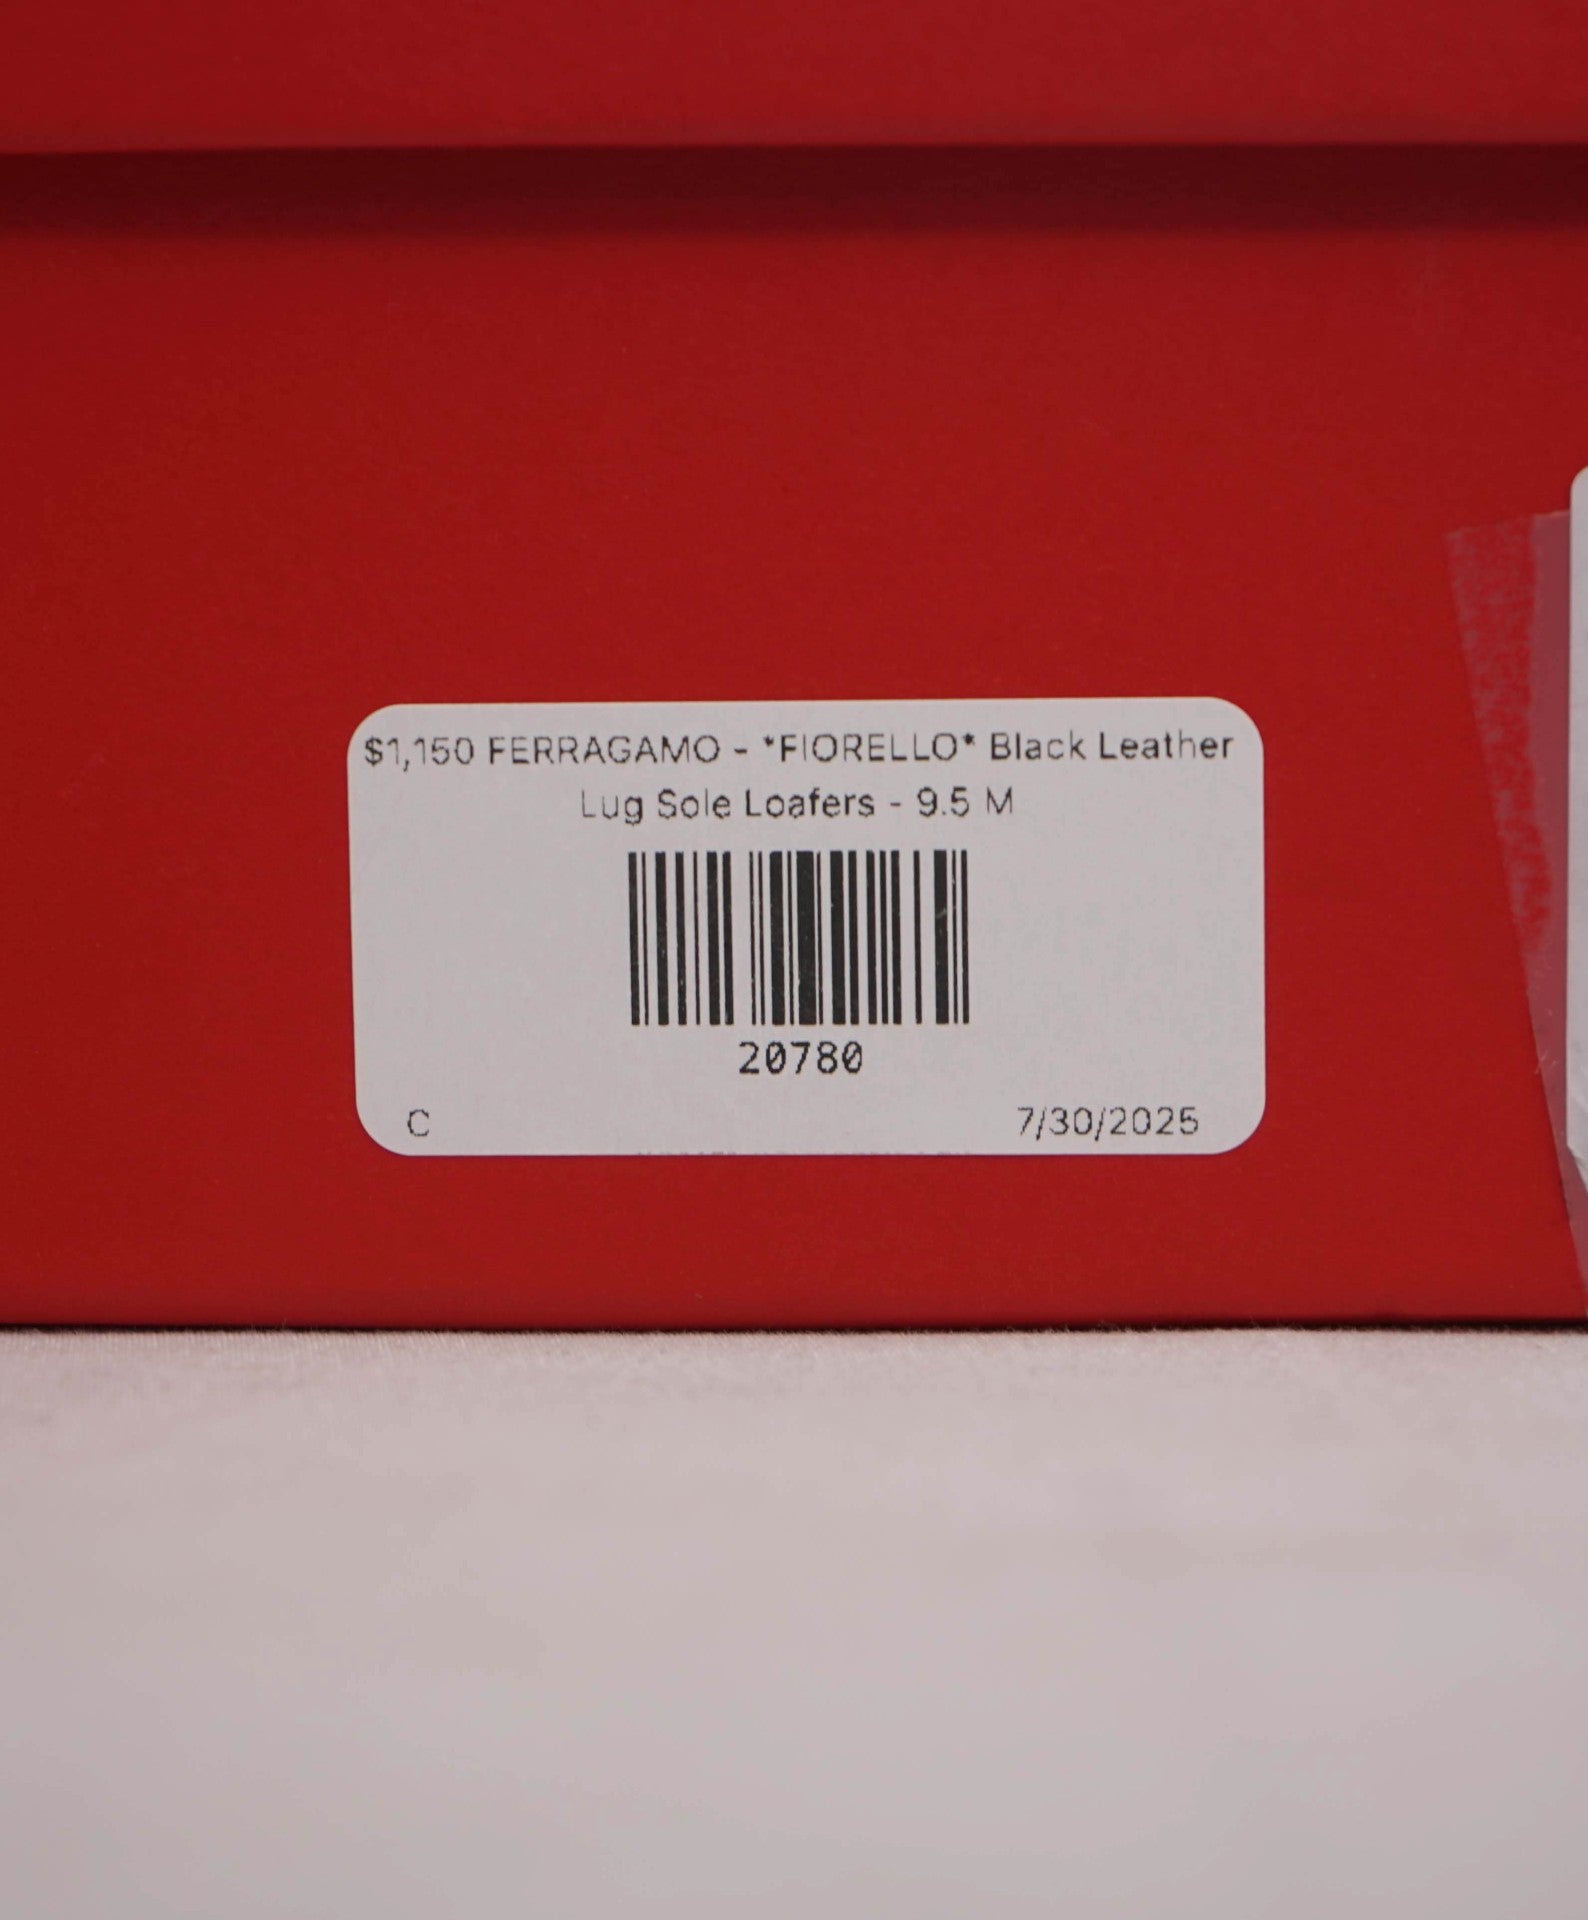 $1,150 FERRAGAMO - *FIORELLO* Black Leather
Lug Sole Loafers - 9.5 M
20780
C
7/30/2025